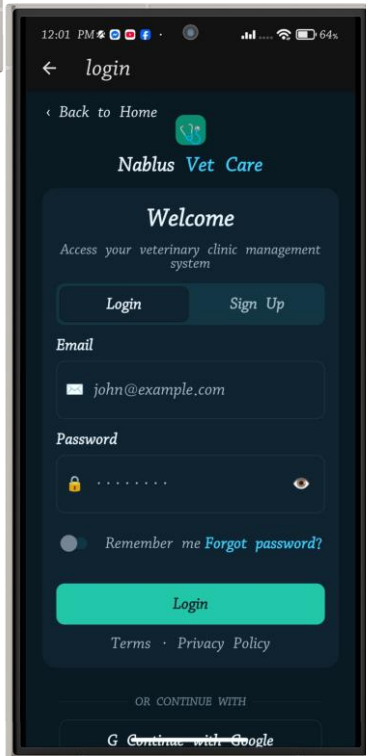 12:01 PM 64%
← login
‹ Back to Home
Nablus Vet Care
Welcome
Access your veterinary clinic management
system
Login Sign Up
Email
john@example.com
Password
Remember me Forgot password?
Login
Terms · Privacy Policy
OR CONTINUE WITH
G Continue with Google